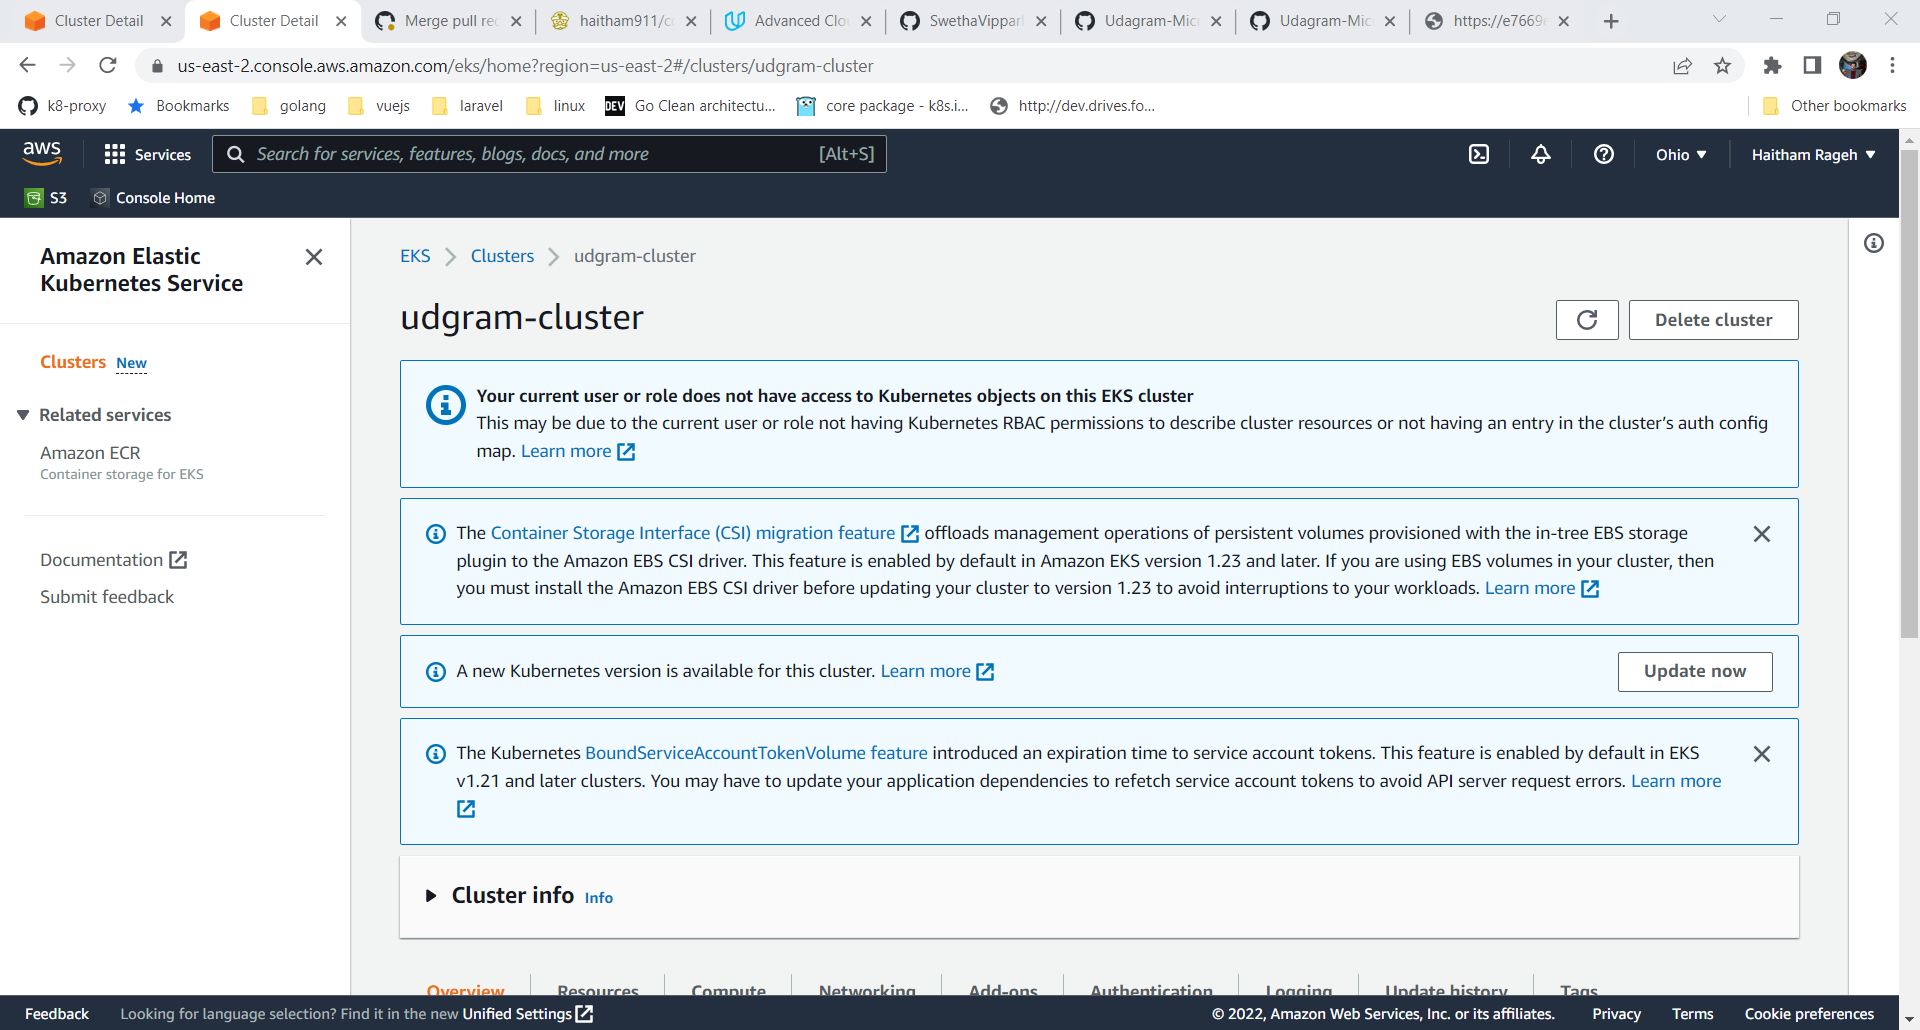 Cluster Detail
Cluster Detail
Merge pull rec
haitham911/co
Advanced Clo
SwethaVippar
Udagram-Micr
Udagram-Micr
https://e7669
us-east-2.console.aws.amazon.com/eks/home?region=us-east-2#/clusters/udgram-cluster
k8-proxy
Bookmarks
golang
vuejs
laravel
linux
DEV
Go Clean architectu...
core package - k8s.i...
http://dev.drives.fo...
Other bookmarks
aws
Services
Search for services, features, blogs, docs, and more
[Alt+S]
Ohio
Haitham Rageh
S3
Console Home
Amazon Elastic
Kubernetes Service
Clusters New
Related services
Amazon ECR
Container storage for EKS
Documentation
Submit feedback
EKS
Clusters
udgram-cluster
udgram-cluster
Delete cluster
Your current user or role does not have access to Kubernetes objects on this EKS cluster
This may be due to the current user or role not having Kubernetes RBAC permissions to describe cluster resources or not having an entry in the cluster’s auth config
map. Learn more
The Container Storage Interface (CSI) migration feature offloads management operations of persistent volumes provisioned with the in-tree EBS storage
plugin to the Amazon EBS CSI driver. This feature is enabled by default in Amazon EKS version 1.23 and later. If you are using EBS volumes in your cluster, then
you must install the Amazon EBS CSI driver before updating your cluster to version 1.23 to avoid interruptions to your workloads. Learn more
A new Kubernetes version is available for this cluster. Learn more
Update now
The Kubernetes BoundServiceAccountTokenVolume feature introduced an expiration time to service account tokens. This feature is enabled by default in EKS
v1.21 and later clusters. You may have to update your application dependencies to refetch service account tokens to avoid API server request errors. Learn more
Cluster info Info
Overview
Resources
Compute
Networking
Add-ons
Authentication
Logging
Update history
Tags
Feedback
Looking for language selection? Find it in the new Unified Settings
© 2022, Amazon Web Services, Inc. or its affiliates.
Privacy
Terms
Cookie preferences